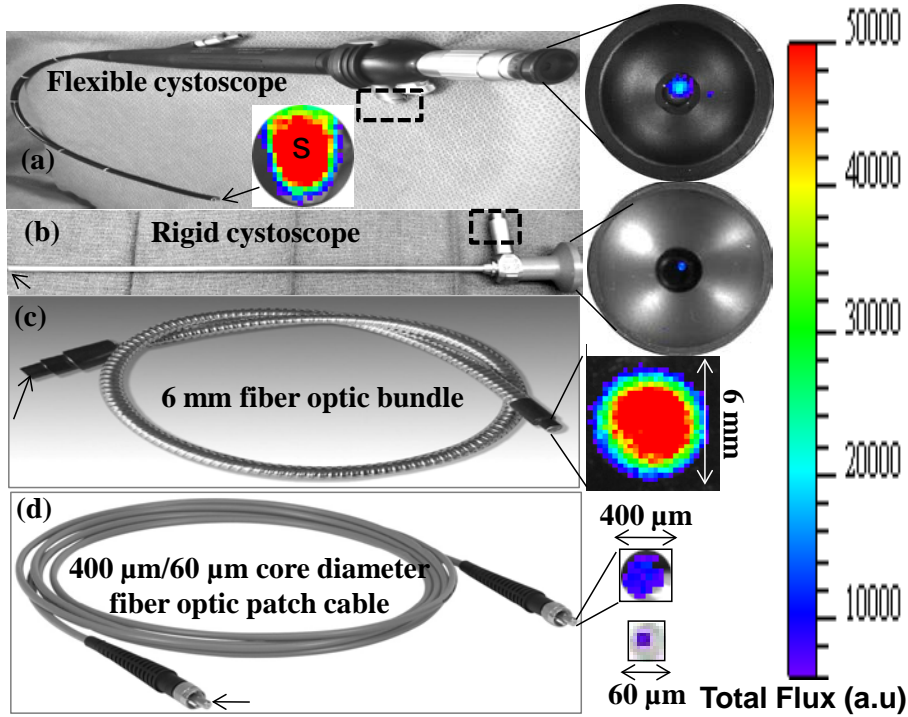 Flexible cystoscope
S
(a)
(b)
Rigid cystoscope
(c)
6 mm fiber optic bundle
6 mm
(d)
400 µm/60 µm core diameter
fiber optic patch cable
400 µm
60 µm
50000
40000
30000
20000
10000
Total Flux (a.u)